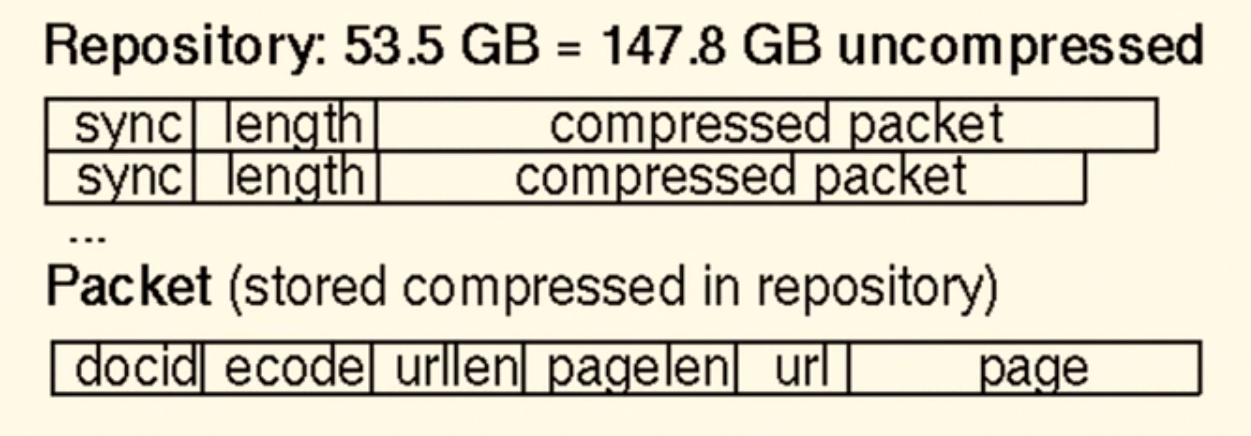 Repository: 53.5 GB = 147.8 GB uncompressed
sync length compressed packet
sync length compressed packet
...
Packet (stored compressed in repository)
docid ecode urllen pagelen url page